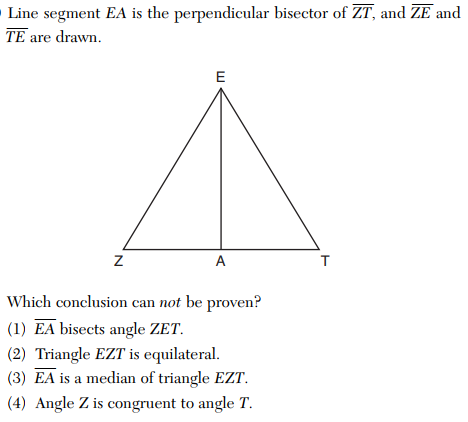 Line segment EA is the perpendicular bisector of ZT, and ZE and
TE are drawn.
E
Z A T
Which conclusion can not be proven?
(1) EA bisects angle ZET.
(2) Triangle EZT is equilateral.
(3) EA is a median of triangle EZT.
(4) Angle Z is congruent to angle T.